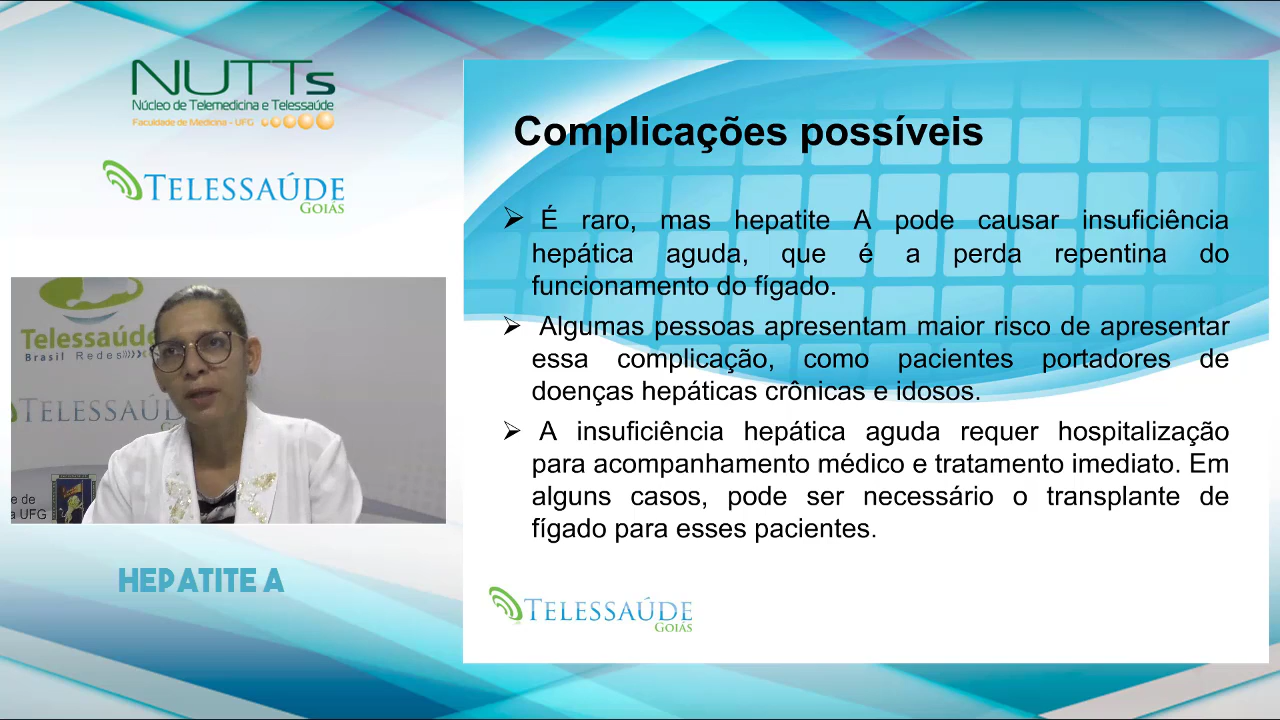 NUTTs
Núcleo de Telemedicina e Telessaúde
Faculdade de Medicina - UFG
TELESSAÚDE
GOIÁS
Telessaúde
Brasil Redes
TELESSAÚD
GOI
de
UFG
HEPATITE A
Complicações possíveis
É raro, mas hepatite A pode causar insuficiência
hepática aguda, que é a perda repentina do
funcionamento do fígado.
Algumas pessoas apresentam maior risco de apresentar
essa complicação, como pacientes portadores de
doenças hepáticas crônicas e idosos.
A insuficiência hepática aguda requer hospitalização
para acompanhamento médico e tratamento imediato. Em
alguns casos, pode ser necessário o transplante de
fígado para esses pacientes.
TELESSAÚDE
GOIÁS